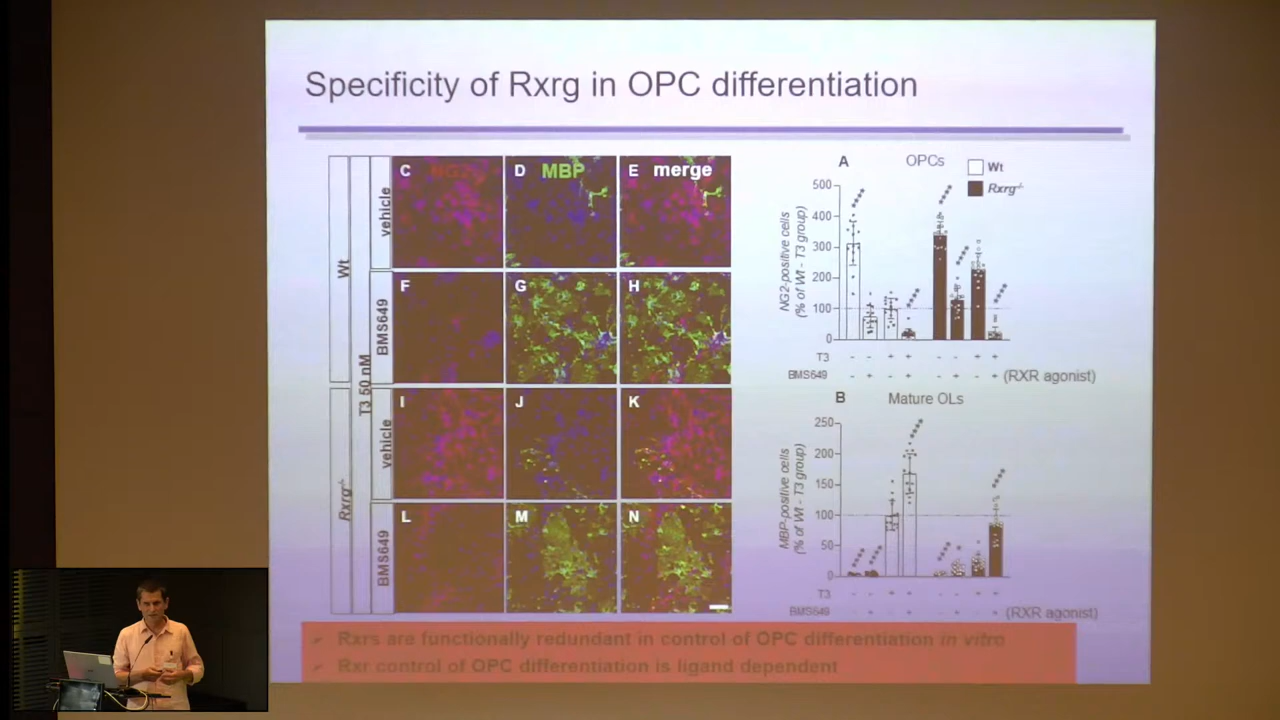 Specificity of Rxrg in OPC differentiation
Wt
Rxrg-/-
T3 50 nM
vehicle
BMS649
vehicle
BMS649
C NG2
D MBP
E merge
F
G
H
I
J
K
L
M
N
A OPCs
Wt
Rxrg-/-
NG2-positive cells
(% of Wt - T3 group)
500
400
300
200
100
0
****
****
****
****
****
T3 - - + + - - + +
BMS649 - + - + - + - + (RXR agonist)
B Mature OLs
MBP-positive cells
(% of Wt - T3 group)
250
200
150
100
50
0
****
****
****
****
*
****
****
T3 - - + + - - + +
BMS649 - + - + - + - + (RXR agonist)
Rxrs are functionally redundant in control of OPC differentiation in vitro
Rxr control of OPC differentiation is ligand dependent